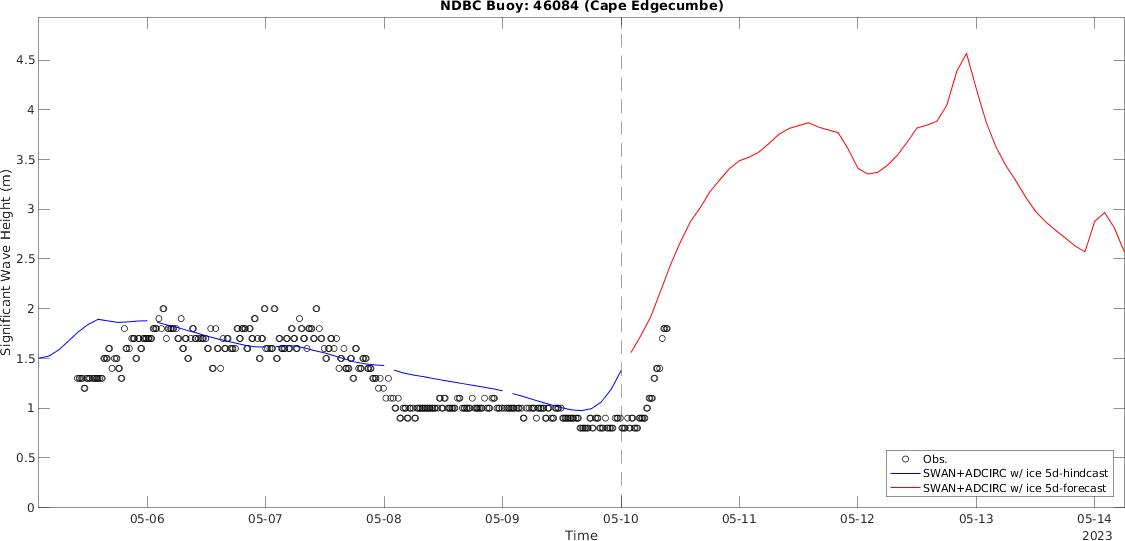 NDBC Buoy: 46084 (Cape Edgecumbe)
Significant Wave Height (m)
4.5
4
3.5
3
2.5
2
1.5
1
0.5
0
Obs.
SWAN+ADCIRC w/ ice 5d-hindcast
SWAN+ADCIRC w/ ice 5d-forecast
05-06 05-07 05-08 05-09 05-10 05-11 05-12 05-13 05-14
Time
2023